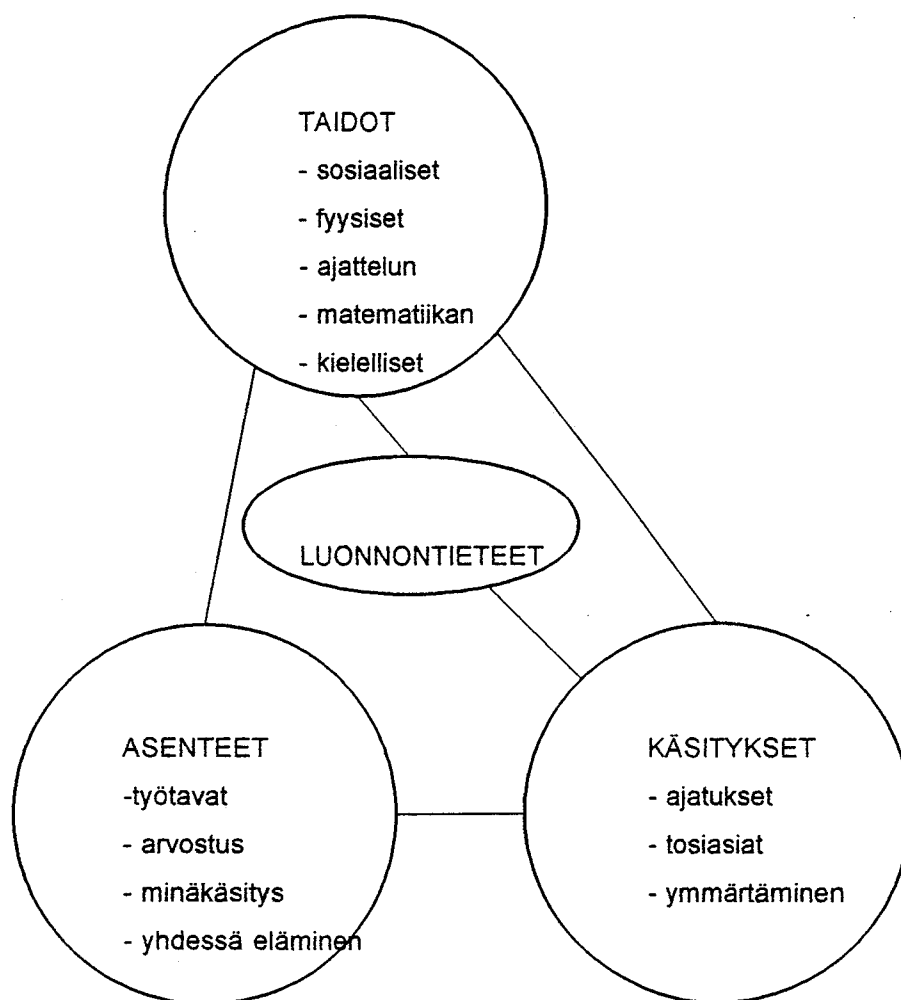 TAIDOT
- sosiaaliset
- fyysiset
- ajattelun
- matematiikan
- kielelliset
LUONNONTIETEET
ASENTEET
-työtavat
- arvostus
- minäkäsitys
- yhdessä eläminen
KÄSITYKSET
- ajatukset
- tosiasiat
- ymmärtäminen